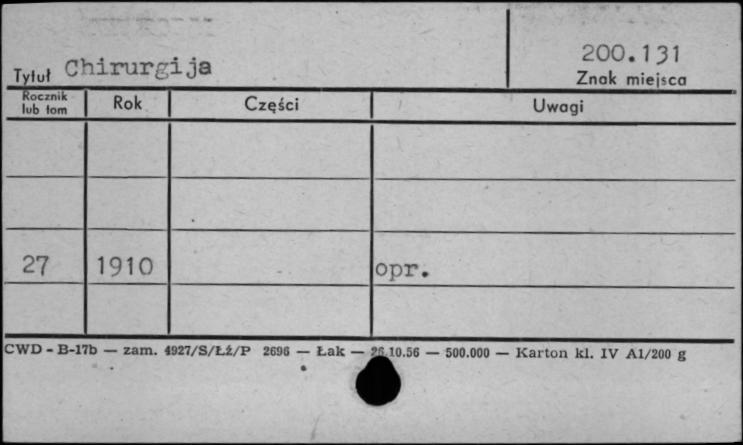 200.131
Tytuł Chirurgija
Znak miejsca
Rocznik lub tom Rok Części Uwagi
27 1910 opr.
CWD - B-17b — zam. 4927/S/Łź/P 2696 — Łak — 26.10.56 — 500.000 — Karton kl. IV A1/200 g